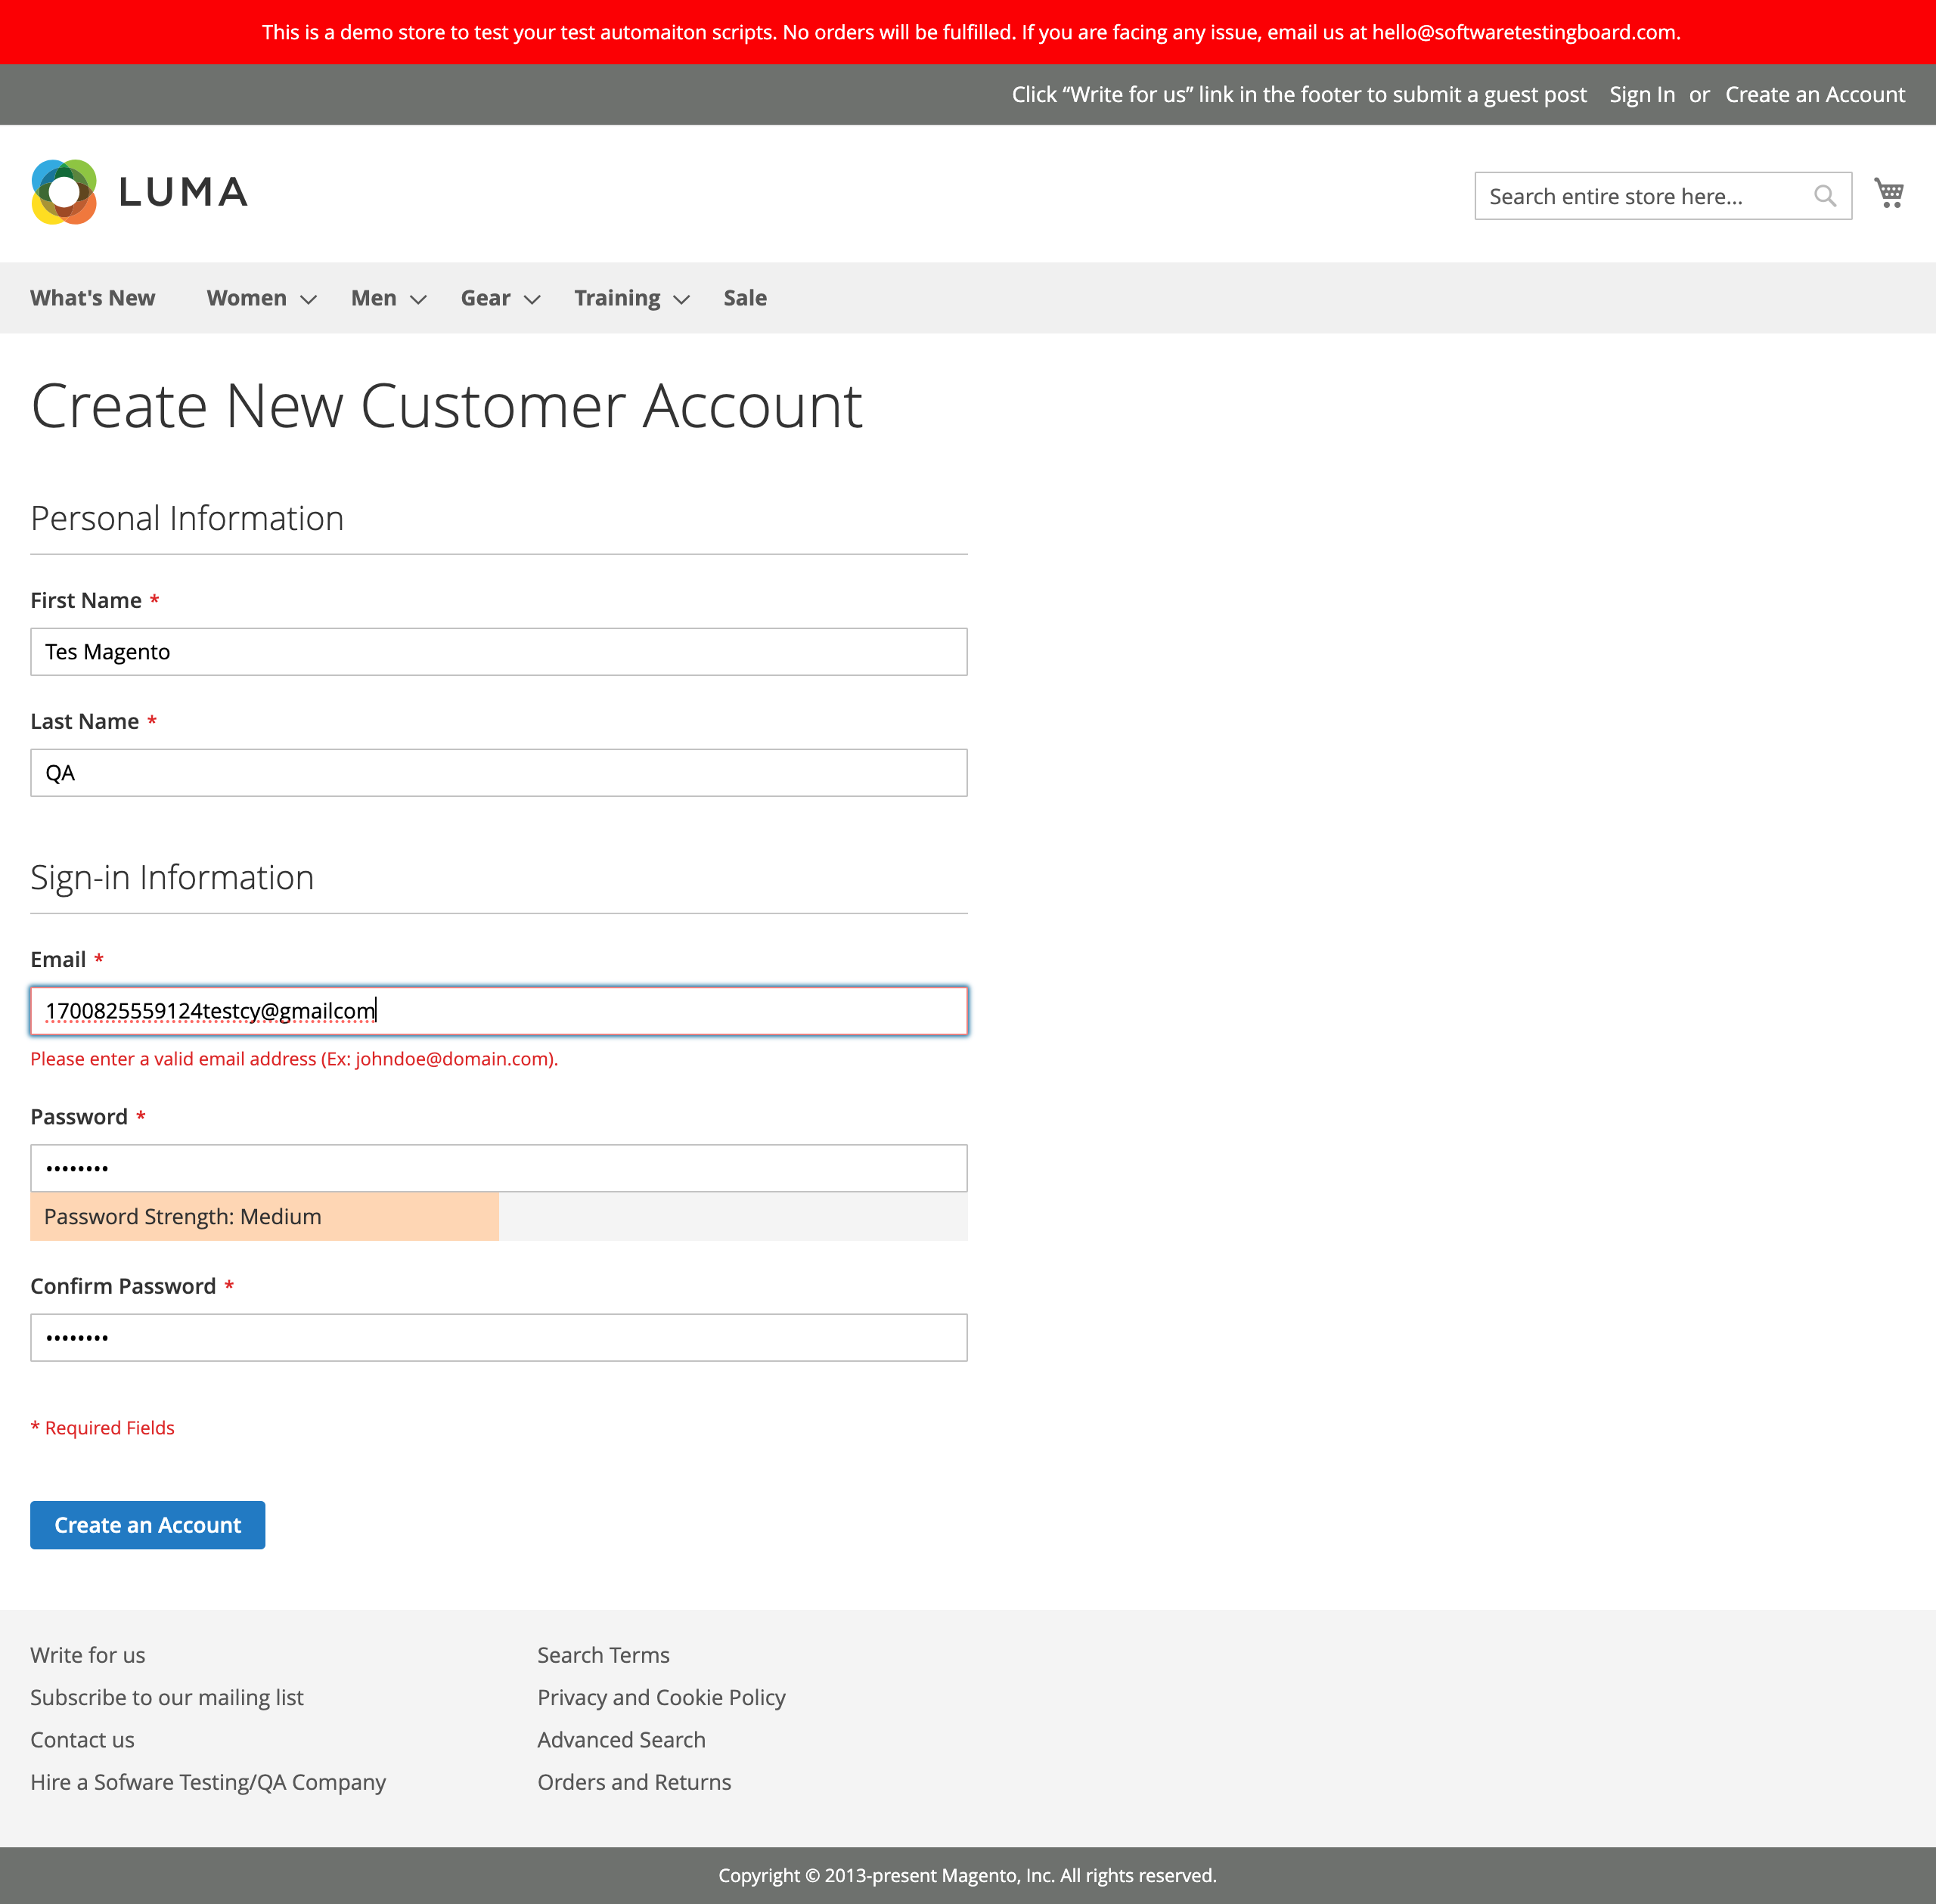 This is a demo store to test your test automaiton scripts. No orders will be fulfilled. If you are facing any issue, email us at hello@softwaretestingboard.com.
Click “Write for us” link in the footer to submit a guest post Sign In or Create an Account
LUMA
Search entire store here...
What's New Women Men Gear Training Sale
Create New Customer Account
Personal Information
First Name *
Tes Magento
Last Name *
QA
Sign-in Information
Email *
1700825559124testcy@gmailcom
Please enter a valid email address (Ex: johndoe@domain.com).
Password *
••••••••
Password Strength: Medium
Confirm Password *
••••••••
* Required Fields
Create an Account
Write for us
Subscribe to our mailing list
Contact us
Hire a Sofware Testing/QA Company
Search Terms
Privacy and Cookie Policy
Advanced Search
Orders and Returns
Copyright © 2013-present Magento, Inc. All rights reserved.